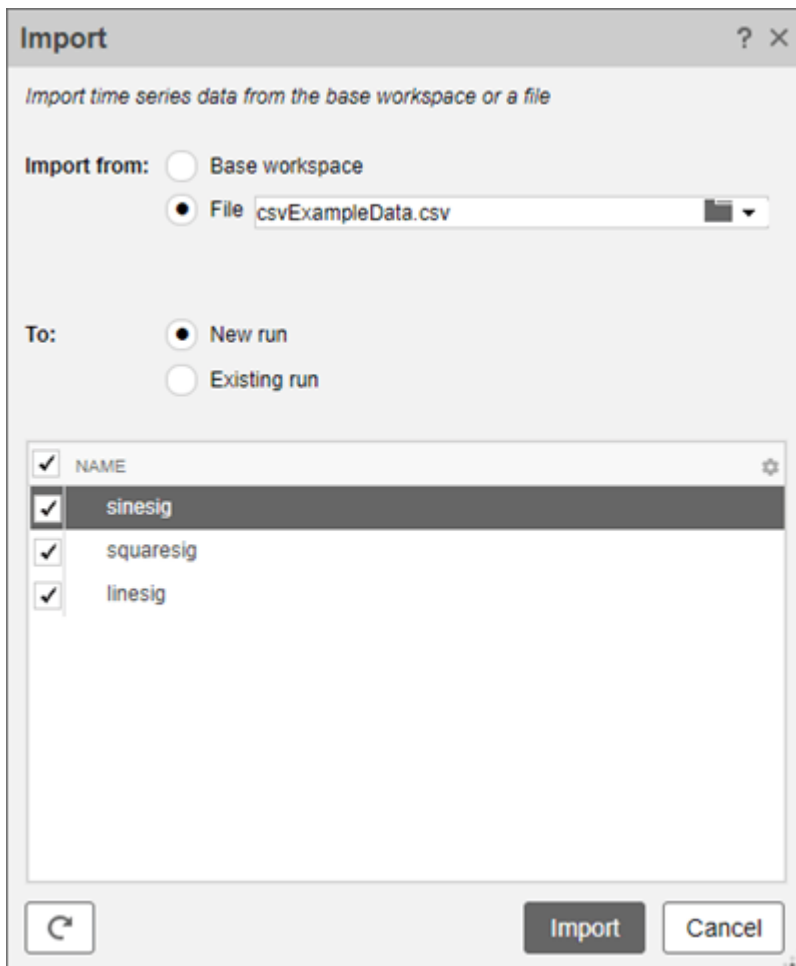 Import ?
Import time series data from the base workspace or a file
Import from: Base workspace
File csvExampleData.csv
To: New run
Existing run
NAME
sinesig
squaresig
linesig
Import Cancel